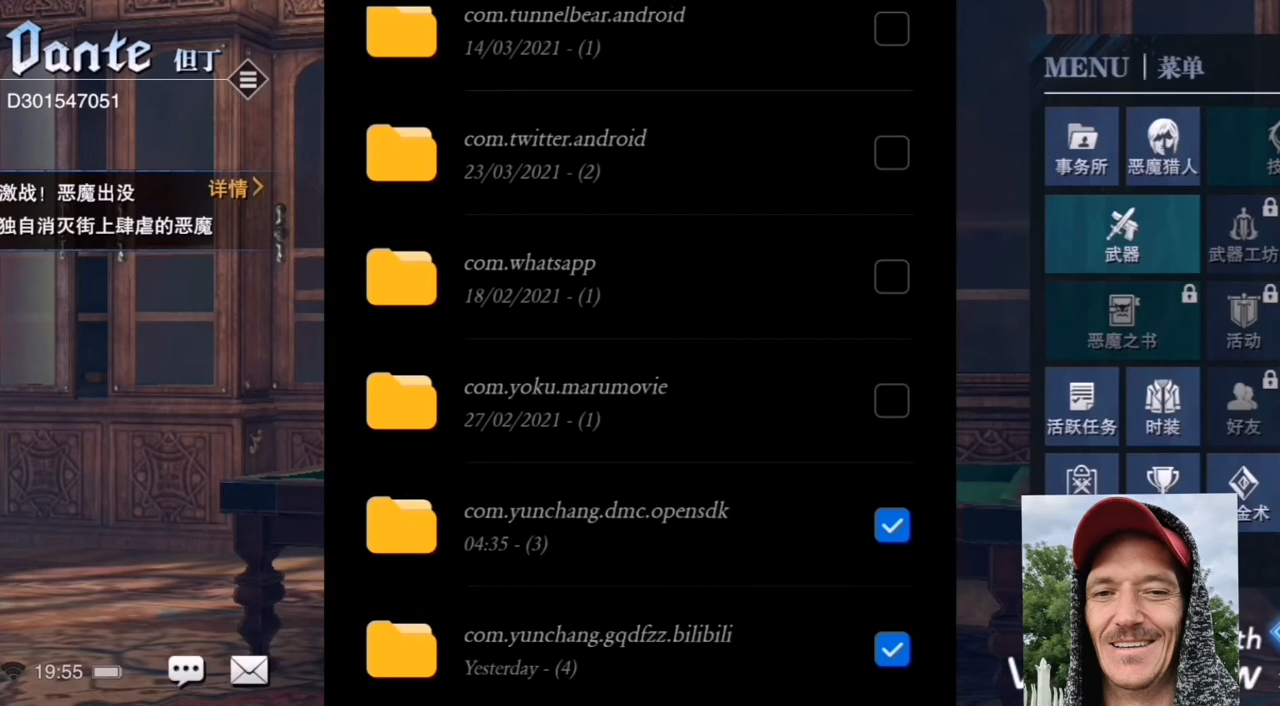 Dante 但丁
D301547051
激战！恶魔出没
详情
独自消灭街上肆虐的恶魔
19:55
com.tunnelbear.android
14/03/2021 - (1)
com.twitter.android
23/03/2021 - (2)
com.whatsapp
18/02/2021 - (1)
com.yoku.marumovie
27/02/2021 - (1)
com.yunchang.dmc.opensdk
04:35 - (3)
com.yunchang.gqdfzz.bilibili
Yesterday - (4)
MENU | 菜单
事务所
恶魔猎人
武器
武器工坊
恶魔之书
活动
活跃任务
时装
好友
金术